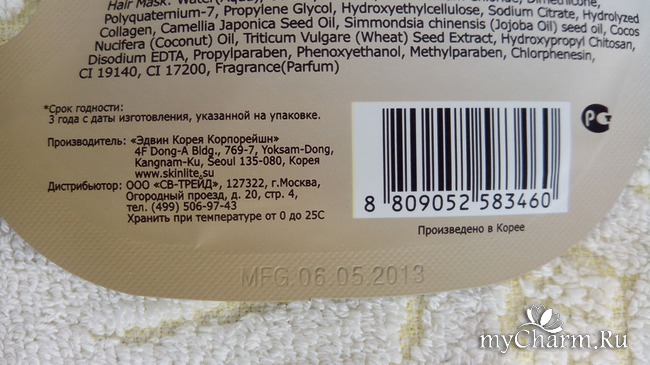 Hair Mask: Water(Aqua),
Dimethicone,
Polyquaternium-7, Propylene Glycol, Hydroxyethylcellulose, Sodium Citrate, Hydrolyzed
Collagen, Camellia Japonica Seed Oil, Simmondsia chinensis (Jojoba Oil) seed oil, Cocos
Nucifera (Coconut) Oil, Triticum Vulgare (Wheat) Seed Extract, Hydroxypropyl Chitosan,
Disodium EDTA, Propylparaben, Phenoxyethanol, Methylparaben, Chlorphenesin,
CI 19140, CI 17200, Fragrance(Parfum)
*Срок годности:
3 года с даты изготовления, указанной на упаковке.
Производитель: «Эдвин Корея Корпорейшн»
4F Dong-A Bldg., 769-7, Yoksam-Dong,
Kangnam-Ku, Seoul 135-080, Корея
www.skinlite.su
Дистрибьютор: ООО «СВ-ТРЕЙД», 127322, г.Москва,
Огородный проезд, д. 20, стр. 4,
тел. (499) 506-97-43
Хранить при температуре от 0 до 25С
8 809052 583460
Произведено в Корее
MFG 06.05.2013
myCharm.Ru